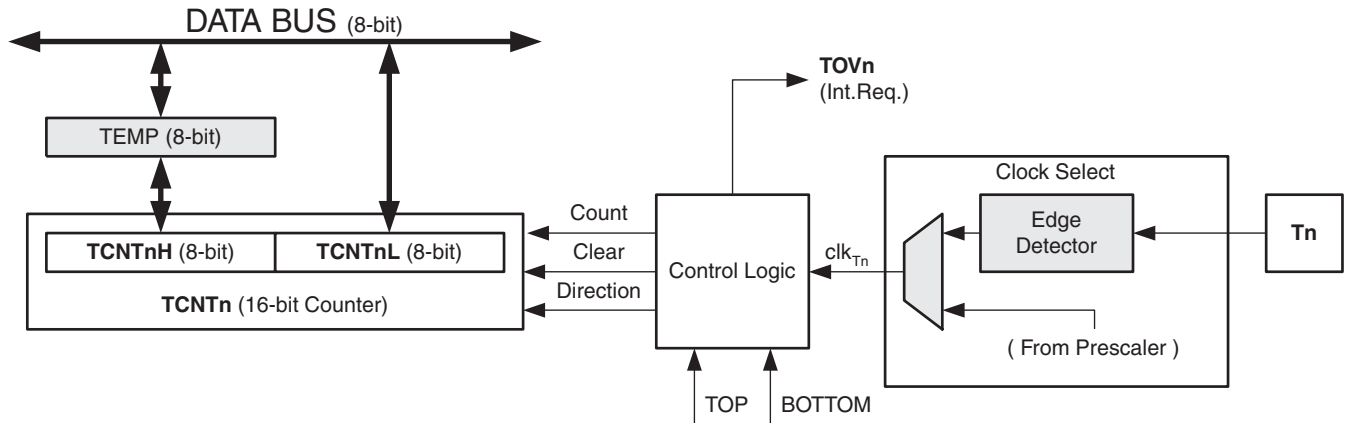 DATA BUS (8-bit)
TOVn
(Int.Req.)
TEMP (8-bit)
Clock Select
Count
Edge
Detector
Tn
TCNTnH (8-bit) TCNTnL (8-bit)
Clear
Control Logic
clkTn
TCNTn (16-bit Counter)
Direction
( From Prescaler )
TOP
BOTTOM